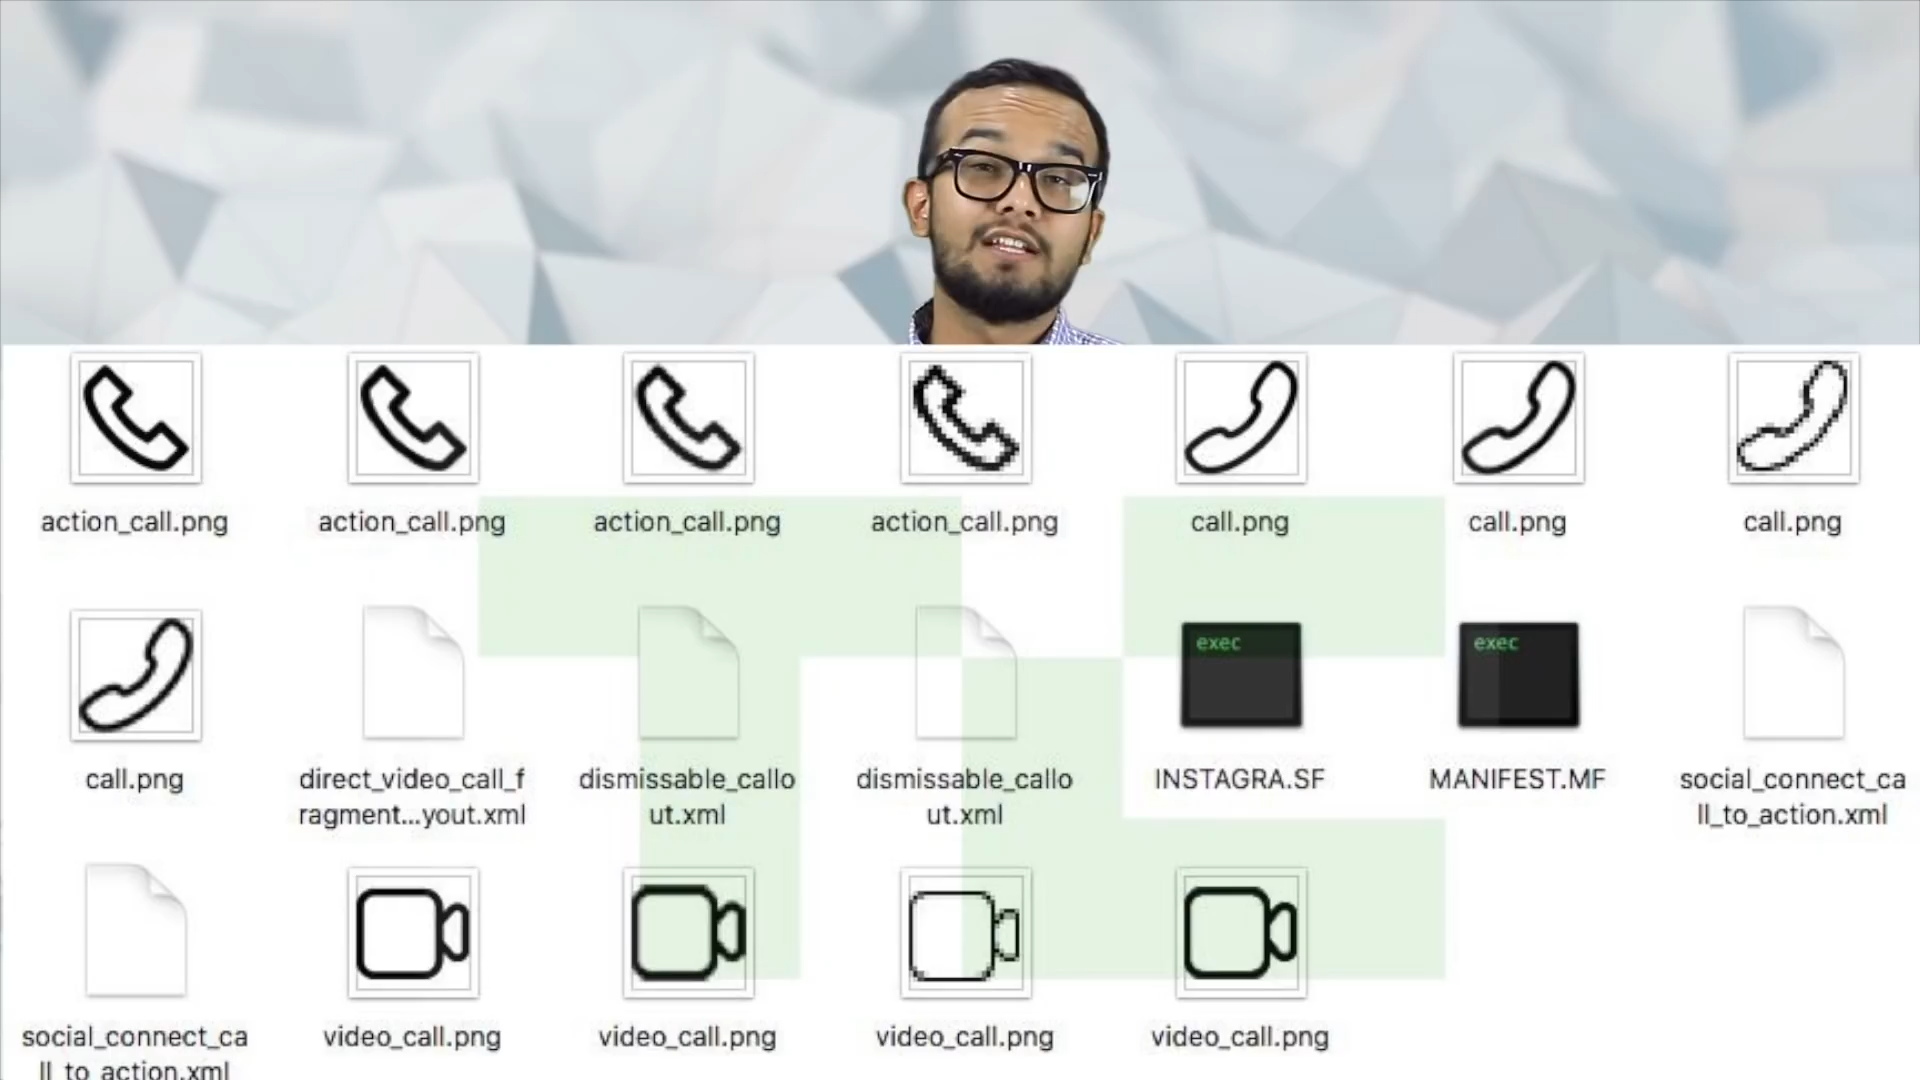 action_call.png
action_call.png
action_call.png
action_call.png
call.png
call.png
call.png
exec
exec
call.png
direct_video_call_f
ragment...yout.xml
dismissable_callo
ut.xml
dismissable_callo
ut.xml
INSTAGRA.SF
MANIFEST.MF
social_connect_ca
ll_to_action.xml
social_connect_ca
ll_to_action.xml
video_call.png
video_call.png
video_call.png
video_call.png